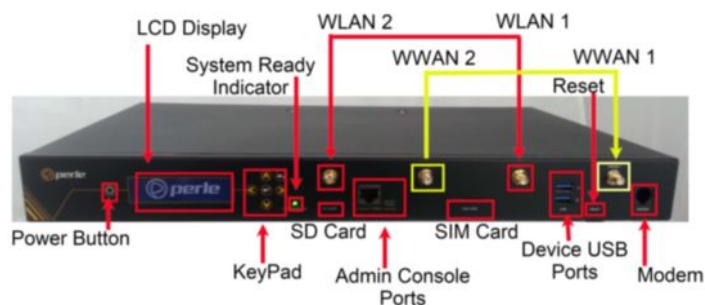 LCD Display
WLAN 2
WLAN 1
System Ready
Indicator
WWAN 2
WWAN 1
Reset
perle
perle
Power Button
KeyPad
SD Card
Admin Console
Ports
SIM Card
Device USB
Ports
Modem